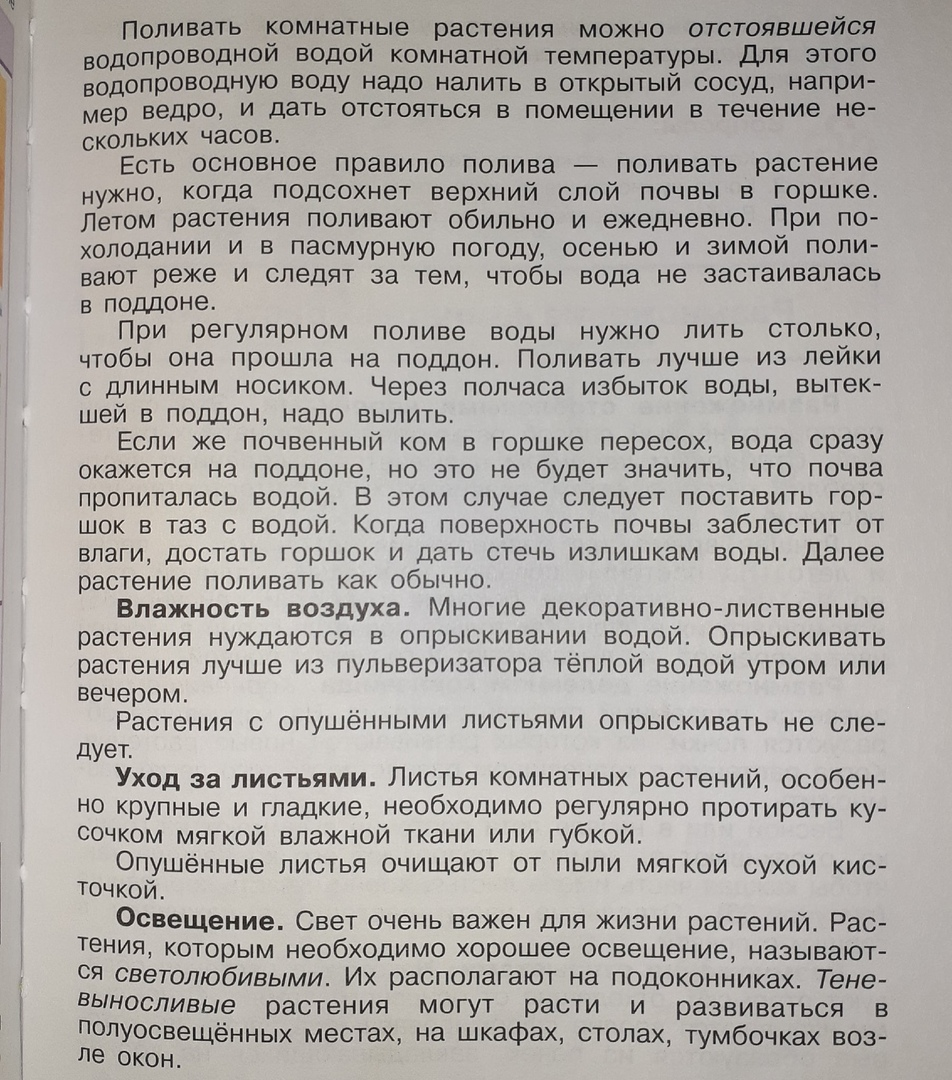 Поливать комнатные растения можно отстоявшейся
водопроводной водой комнатной температуры. Для этого
водопроводную воду надо налить в открытый сосуд, напри-
мер ведро, и дать отстояться в помещении в течение не-
скольких часов.
Есть основное правило полива — поливать растение
нужно, когда подсохнет верхний слой почвы в горшке.
Летом растения поливают обильно и ежедневно. При по-
холодании и в пасмурную погоду, осенью и зимой поли-
вают реже и следят за тем, чтобы вода не застаивалась
в поддоне.
При регулярном поливе воды нужно лить столько,
чтобы она прошла на поддон. Поливать лучше из лейки
с длинным носиком. Через полчаса избыток воды, вытек-
шей в поддон, надо вылить.
Если же почвенный ком в горшке пересох, вода сразу
окажется на поддоне, но это не будет значить, что почва
пропиталась водой. В этом случае следует поставить гор-
шок в таз с водой. Когда поверхность почвы заблестит от
влаги, достать горшок и дать стечь излишкам воды. Далее
растение поливать как обычно.
Влажность воздуха. Многие декоративно-лиственные
растения нуждаются в опрыскивании водой. Опрыскивать
растения лучше из пульверизатора тёплой водой утром или
вечером.
Растения с опушёнными листьями опрыскивать не сле-
дует.
Уход за листьями. Листья комнатных растений, особен-
но крупные и гладкие, необходимо регулярно протирать ку-
сочком мягкой влажной ткани или губкой.
Опушённые листья очищают от пыли мягкой сухой кис-
точкой.
Освещение. Свет очень важен для жизни растений. Рас-
тения, которым необходимо хорошее освещение, называют-
ся светолюбивыми. Их располагают на подоконниках. Тене-
выносливые растения могут расти и развиваться в
полуосвещённых местах, на шкафах, столах, тумбочках воз-
ле окон.